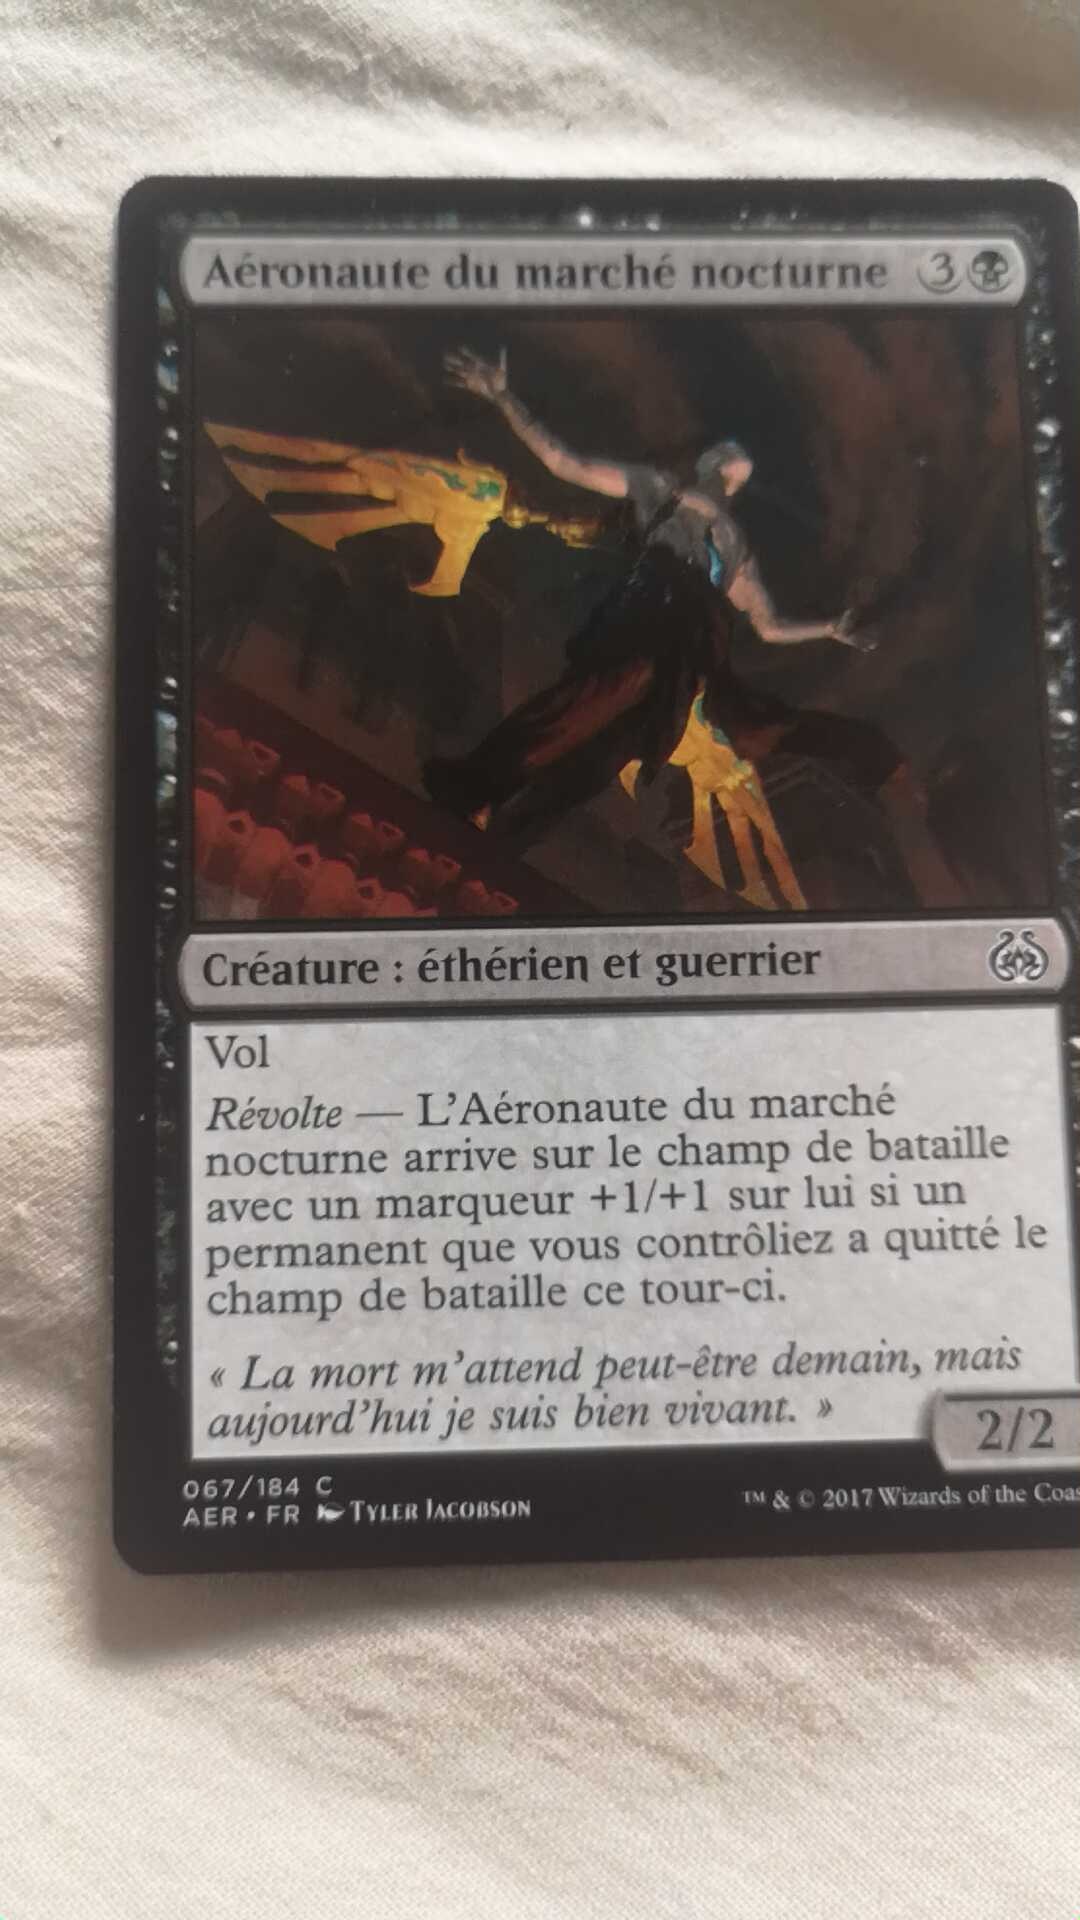 Aéronaute du marché nocturne 3
Créature : éthérien et guerrier
Vol
Révolte — L'Aéronaute du marché
nocturne arrive sur le champ de bataille
avec un marqueur +1/+1 sur lui si un
permanent que vous contrôliez a quitté le
champ de bataille ce tour-ci.
« La mort m'attend peut-être demain, mais
aujourd'hui je suis bien vivant. »
2/2
067/184 C
AER • FR Tyler Jacobson
™ & © 2017 Wizards of the Coas